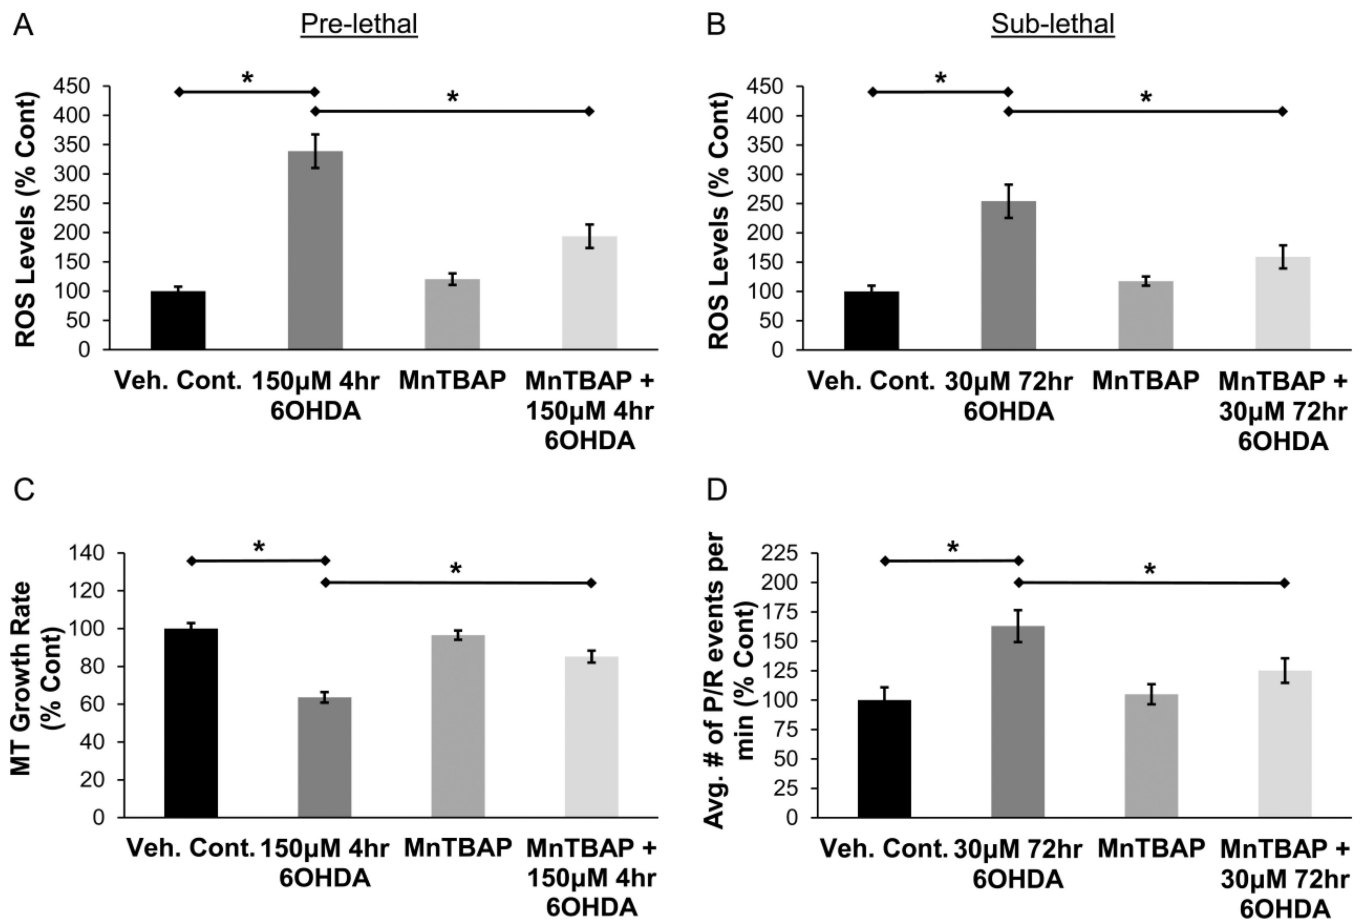 A
Pre-lethal
B
Sub-lethal
ROS Levels (% Cont)
450
400
350
300
250
200
150
100
50
0
*
*
Veh. Cont.
150µM 4hr
6OHDA
MnTBAP
MnTBAP +
150µM 4hr
6OHDA
ROS Levels (% Cont)
450
400
350
300
250
200
150
100
50
0
*
*
Veh. Cont.
30µM 72hr
6OHDA
MnTBAP
MnTBAP +
30µM 72hr
6OHDA
C
MT Growth Rate
(% Cont)
140
120
100
80
60
40
20
0
*
*
Veh. Cont.
150µM 4hr
6OHDA
MnTBAP
MnTBAP +
150µM 4hr
6OHDA
D
Avg. # of P/R events per
min (% Cont)
225
200
175
150
125
100
75
50
25
0
*
*
Veh. Cont.
30µM 72hr
6OHDA
MnTBAP
MnTBAP +
30µM 72hr
6OHDA